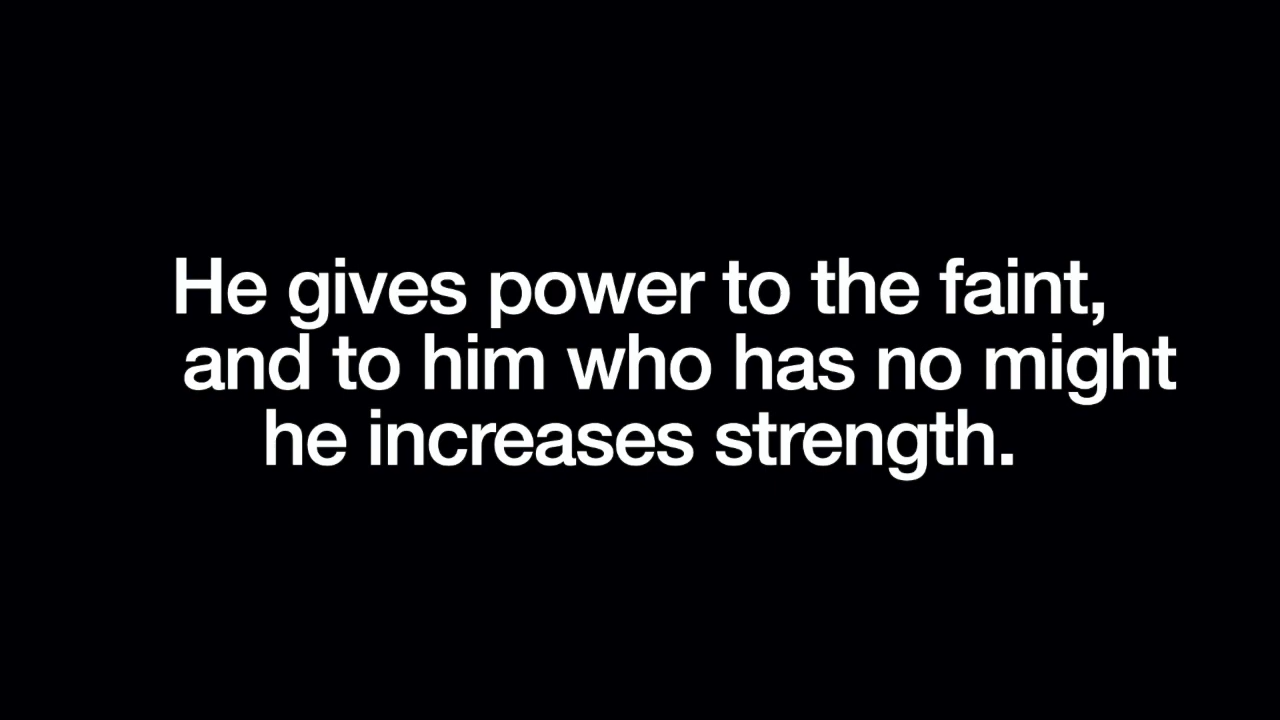 He gives power to the faint,
and to him who has no might
he increases strength.